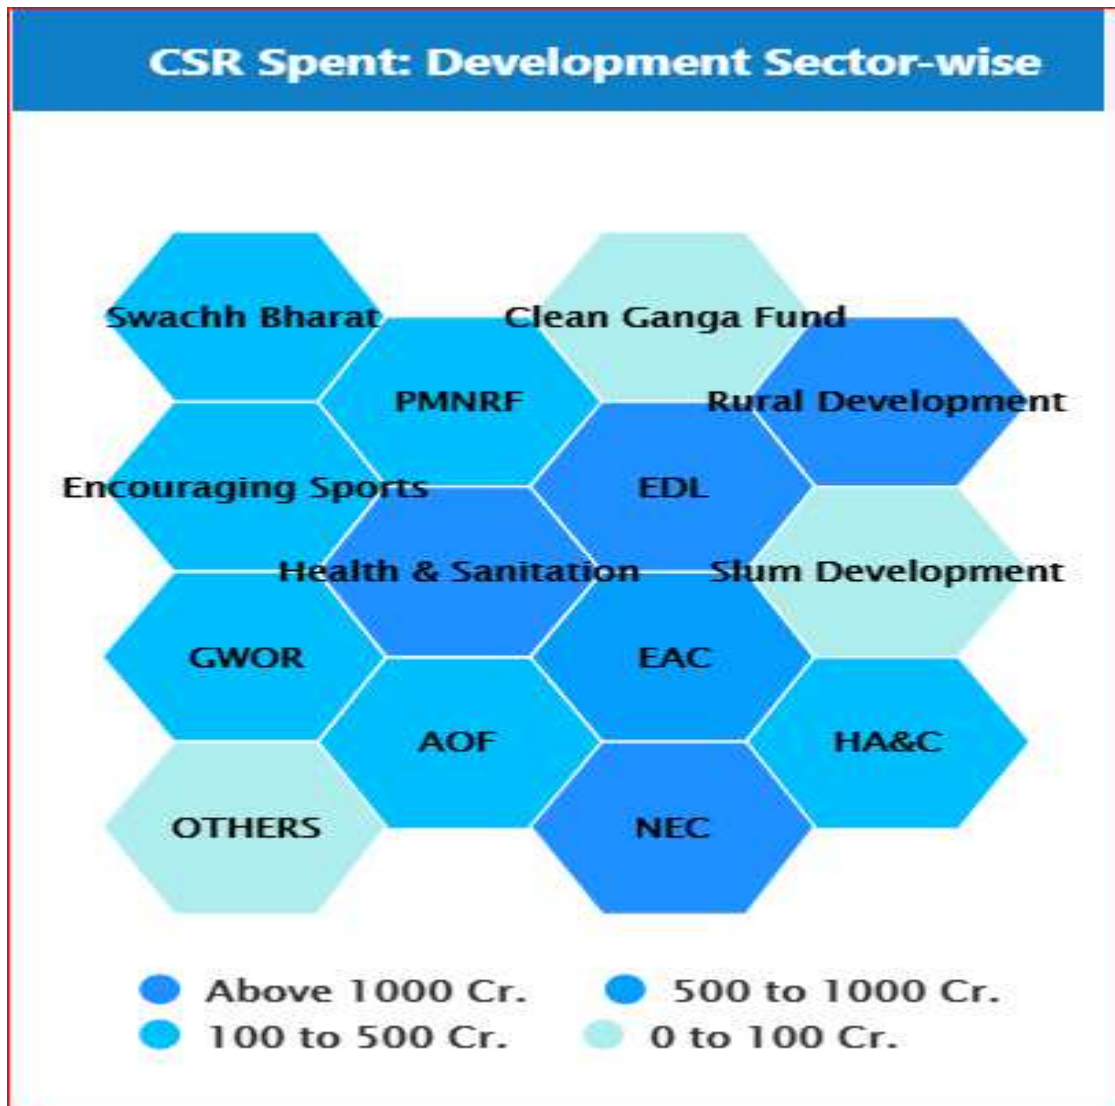 CSR Spent: Development Sector-wise
Swachh Bharat
Clean Ganga Fund
PMNRF
Rural Development
Encouraging Sports
EDL
Health & Sanitation
Slum Development
GWOR
EAC
AOF
HA&C
OTHERS
NEC
Above 1000 Cr.
500 to 1000 Cr.
100 to 500 Cr.
0 to 100 Cr.